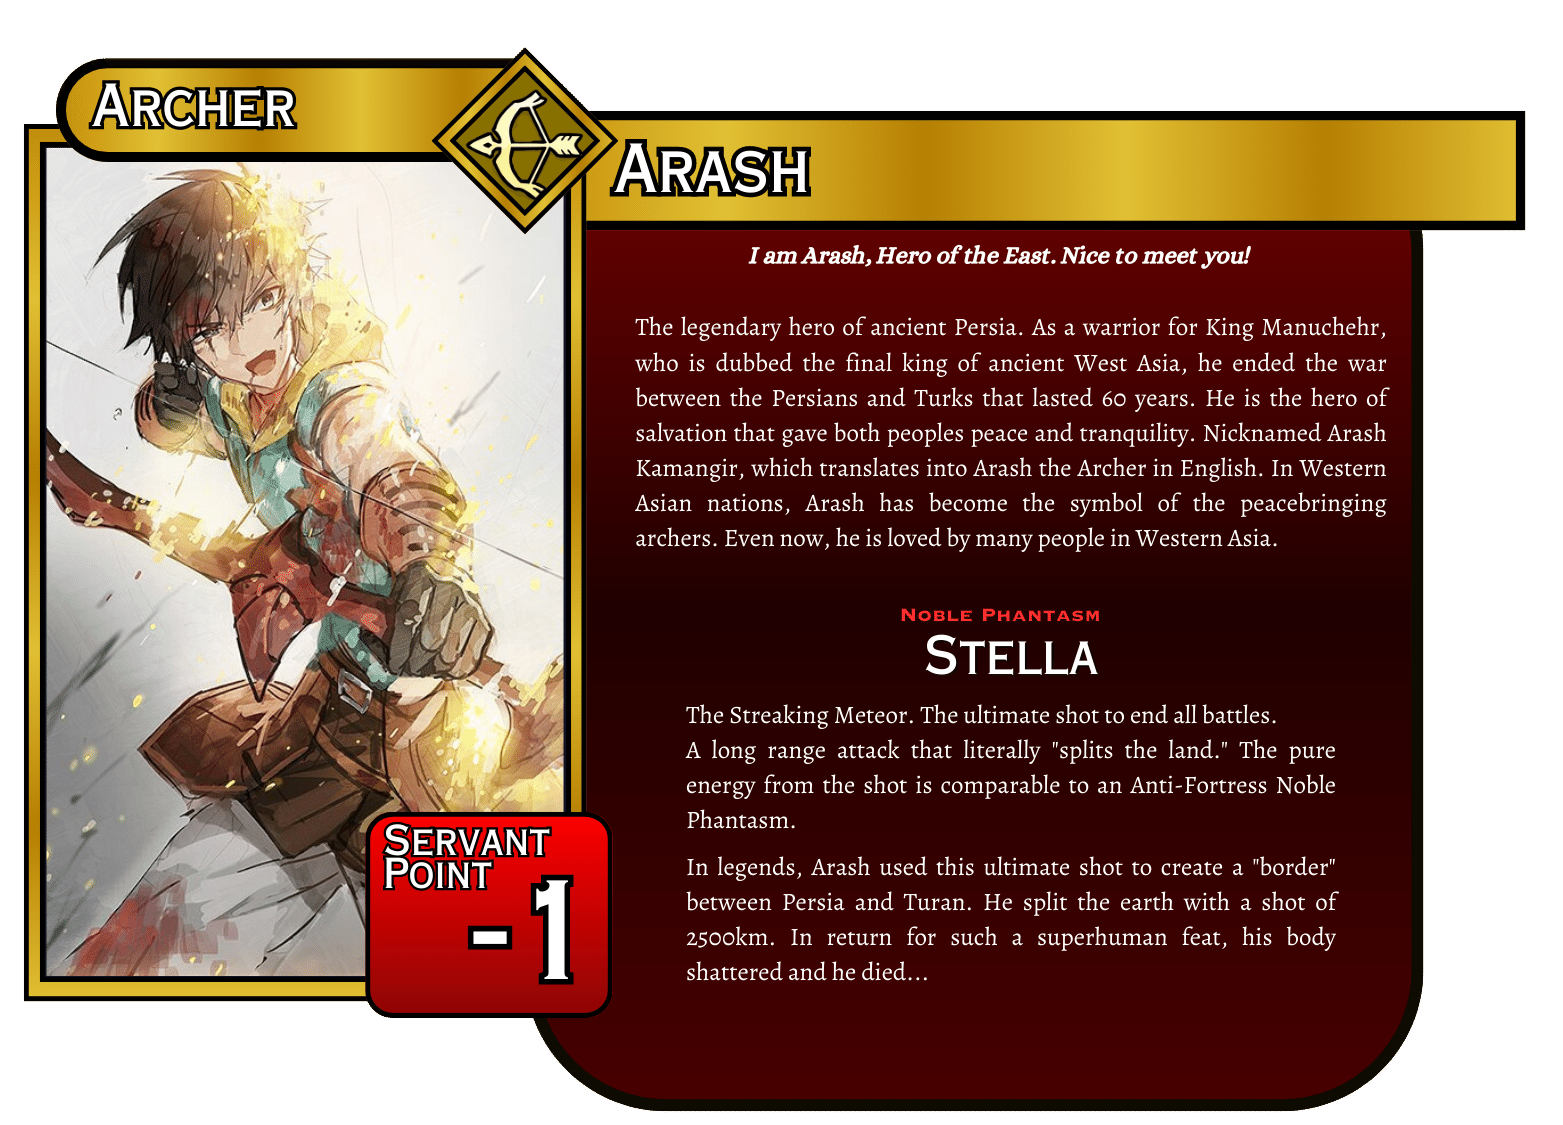 ARCHER
ARASH
I am Arash, Hero of the East. Nice to meet you!
The legendary hero of ancient Persia. As a warrior for King Manuchehr,
who is dubbed the final king of ancient West Asia, he ended the war
between the Persians and Turks that lasted 60 years. He is the hero of
salvation that gave both peoples peace and tranquility. Nicknamed Arash
Kamangir, which translates into Arash the Archer in English. In Western
Asian nations, Arash has become the symbol of the peacebringing
archers. Even now, he is loved by many people in Western Asia.
NOBLE PHANTASM
STELLA
The Streaking Meteor. The ultimate shot to end all battles.
A long range attack that literally "splits the land." The pure
energy from the shot is comparable to an Anti-Fortress Noble
Phantasm.
In legends, Arash used this ultimate shot to create a "border"
between Persia and Turan. He split the earth with a shot of
2500km. In return for such a superhuman feat, his body
shattered and he died...
SERVANT
POINT
-1